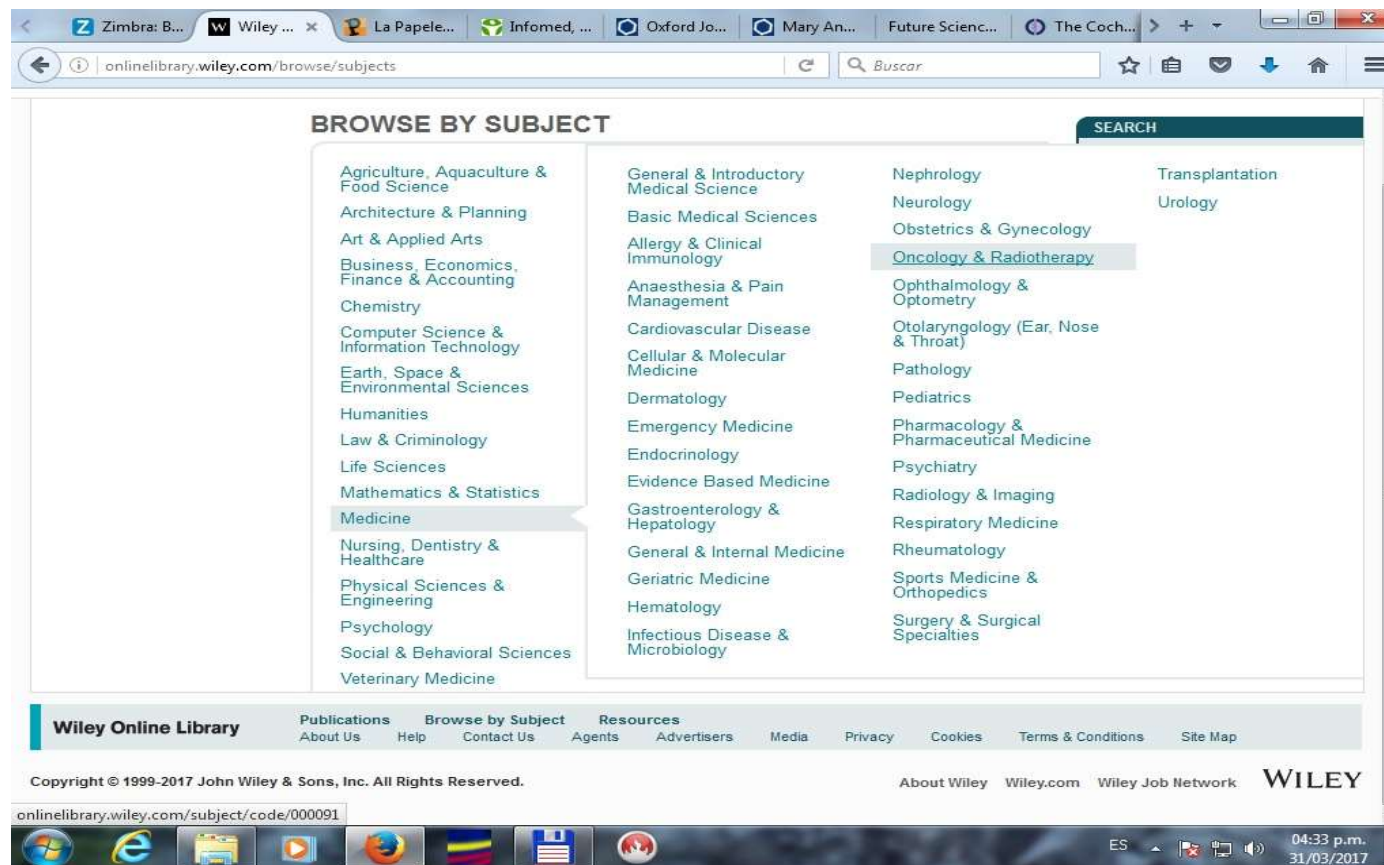 Zimbra: B...
Wiley ...
La Papele...
Infomed, ...
Oxford Jo...
Mary An...
Future Scienc...
The Coch...
onlinelibrary.wiley.com/browse/subjects
Buscar
BROWSE BY SUBJECT
SEARCH
Agriculture, Aquaculture &
Food Science
Architecture & Planning
Art & Applied Arts
Business, Economics,
Finance & Accounting
Chemistry
Computer Science &
Information Technology
Earth, Space &
Environmental Sciences
Humanities
Law & Criminology
Life Sciences
Mathematics & Statistics
Medicine
Nursing, Dentistry &
Healthcare
Physical Sciences &
Engineering
Psychology
Social & Behavioral Sciences
Veterinary Medicine
General & Introductory
Medical Science
Basic Medical Sciences
Allergy & Clinical
Immunology
Anaesthesia & Pain
Management
Cardiovascular Disease
Cellular & Molecular
Medicine
Dermatology
Emergency Medicine
Endocrinology
Evidence Based Medicine
Gastroenterology &
Hepatology
General & Internal Medicine
Geriatric Medicine
Hematology
Infectious Disease &
Microbiology
Nephrology
Neurology
Obstetrics & Gynecology
Oncology & Radiotherapy
Ophthalmology &
Optometry
Otolaryngology (Ear, Nose
& Throat)
Pathology
Pediatrics
Pharmacology &
Pharmaceutical Medicine
Psychiatry
Radiology & Imaging
Respiratory Medicine
Rheumatology
Sports Medicine &
Orthopedics
Surgery & Surgical
Specialties
Transplantation
Urology
Wiley Online Library
Publications Browse by Subject Resources
About Us Help Contact Us Agents Advertisers Media Privacy Cookies Terms & Conditions Site Map
Copyright © 1999-2017 John Wiley & Sons, Inc. All Rights Reserved.
About Wiley Wiley.com Wiley Job Network WILEY
onlinelibrary.wiley.com/subject/code/000091
ES
04:33 p.m.
31/03/2017